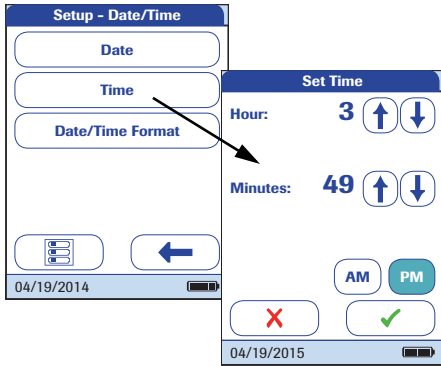 Setup - Date/Time
Date
Time
Date/Time Format
04/19/2014
Set Time
Hour: 3
Minutes: 49
AM PM
04/19/2015